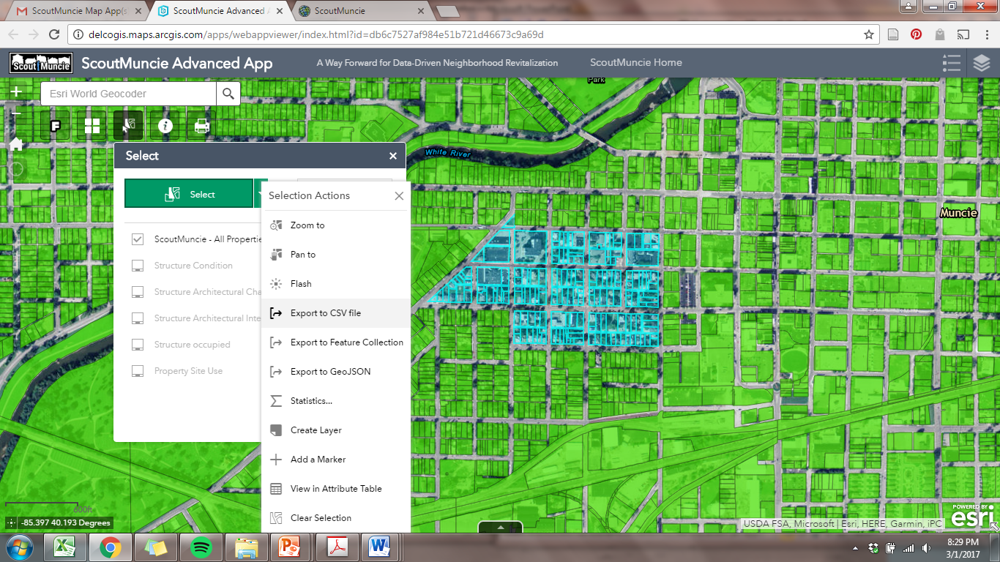 ScoutMuncie Map App(s
ScoutMuncie Advanced A
ScoutMuncie
delcogis.maps.arcgis.com/apps/webappviewer/index.html?id=db6c7527af984e51b721d46673c9a69d
Scout Muncie
ScoutMuncie Advanced App
A Way Forward for Data-Driven Neighborhood Revitalization
ScoutMuncie Home
Park
Esri World Geocoder
F
White River
Select
Select
Selection Actions
Zoom to
ScoutMuncie - All Propertie
Pan to
Structure Condition
Flash
Structure Architectural Cha
Export to CSV file
Structure Architectural Inte
Export to Feature Collection
Structure occupied
Export to GeoJSON
Property Site Use
Statistics...
Create Layer
Add a Marker
View in Attribute Table
Clear Selection
Muncie
600ft
-85.397 40.193 Degrees
USDA FSA, Microsoft | Esri, HERE, Garmin, iPC
POWERED BY
esri
8:29 PM
3/1/2017